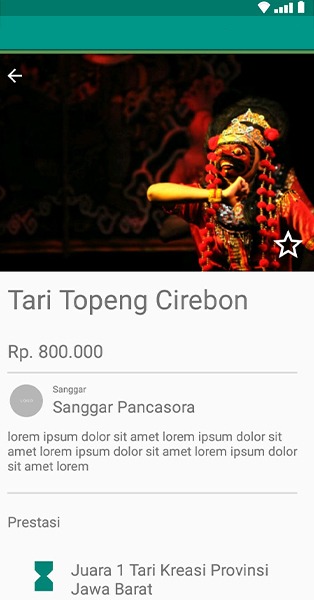 Tari Topeng Cirebon
Rp. 800.000
Sanggar
Sanggar Pancasora
lorem ipsum dolor sit amet lorem ipsum dolor sit
amet lorem ipsum dolor sit amet lorem ipsum dolor
sit amet lorem
Prestasi
Juara 1 Tari Kreasi Provinsi
Jawa Barat